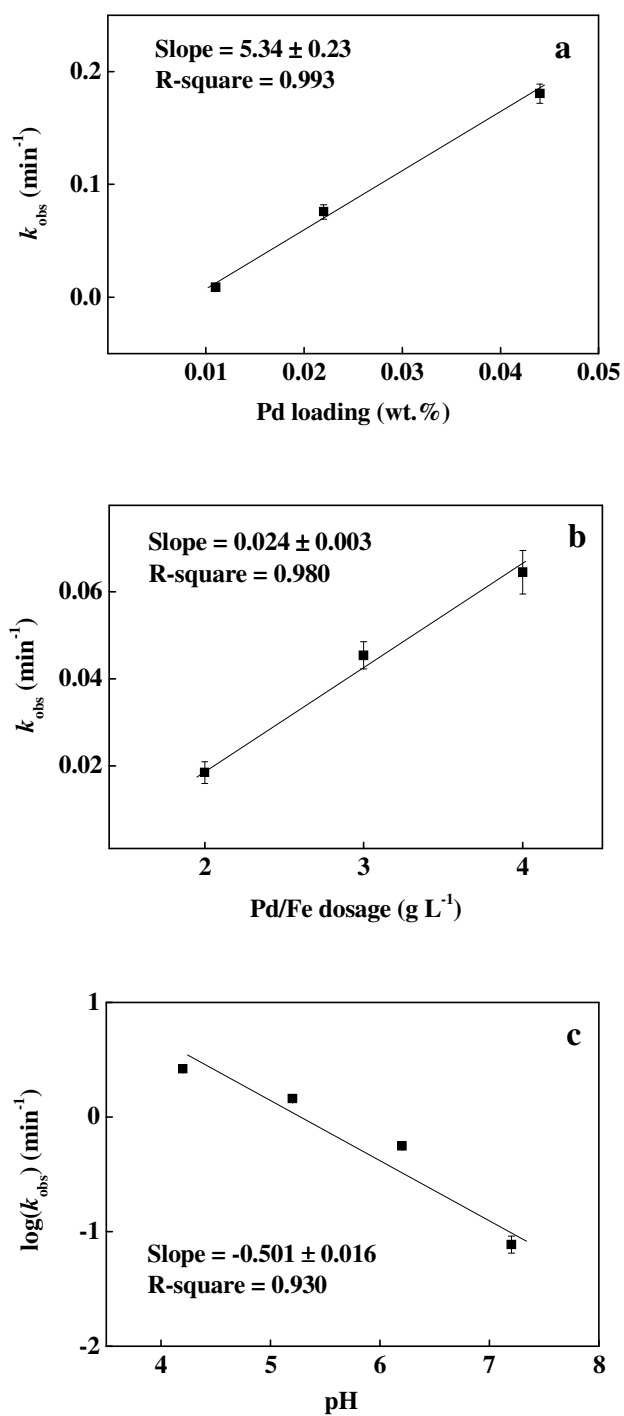 Slope = 5.34 ± 0.23
R-square = 0.993
a
0.2
0.1
0.0
k_obs (min⁻¹)
0.01 0.02 0.03 0.04 0.05
Pd loading (wt.%)
Slope = 0.024 ± 0.003
R-square = 0.980
b
0.06
0.04
0.02
k_obs (min⁻¹)
2 3 4
Pd/Fe dosage (g L⁻¹)
c
1
0
-1
-2
log(k_obs) (min⁻¹)
Slope = -0.501 ± 0.016
R-square = 0.930
4 5 6 7 8
pH